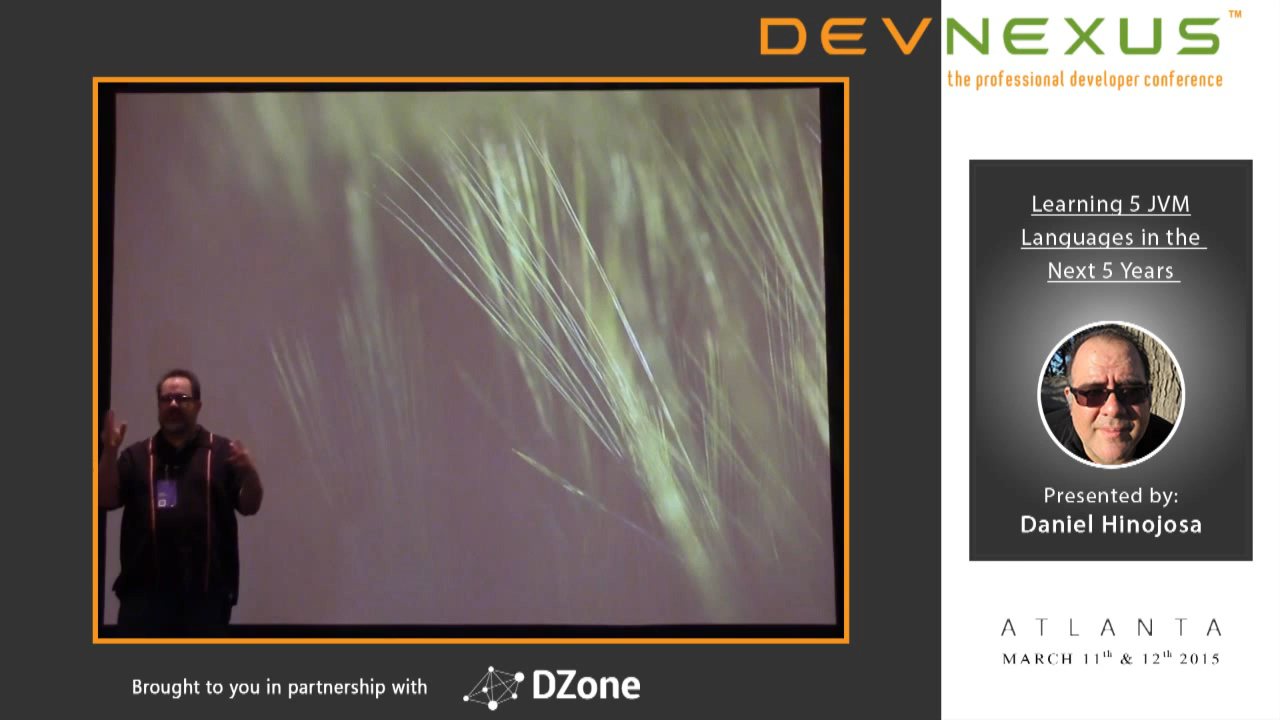 DEVNEXUS™
the professional developer conference
Learning 5 JVM
Languages in the
Next 5 Years
Presented by:
Daniel Hinojosa
ATLANTA
MARCH 11th & 12th 2015
Brought to you in partnership with
DZone